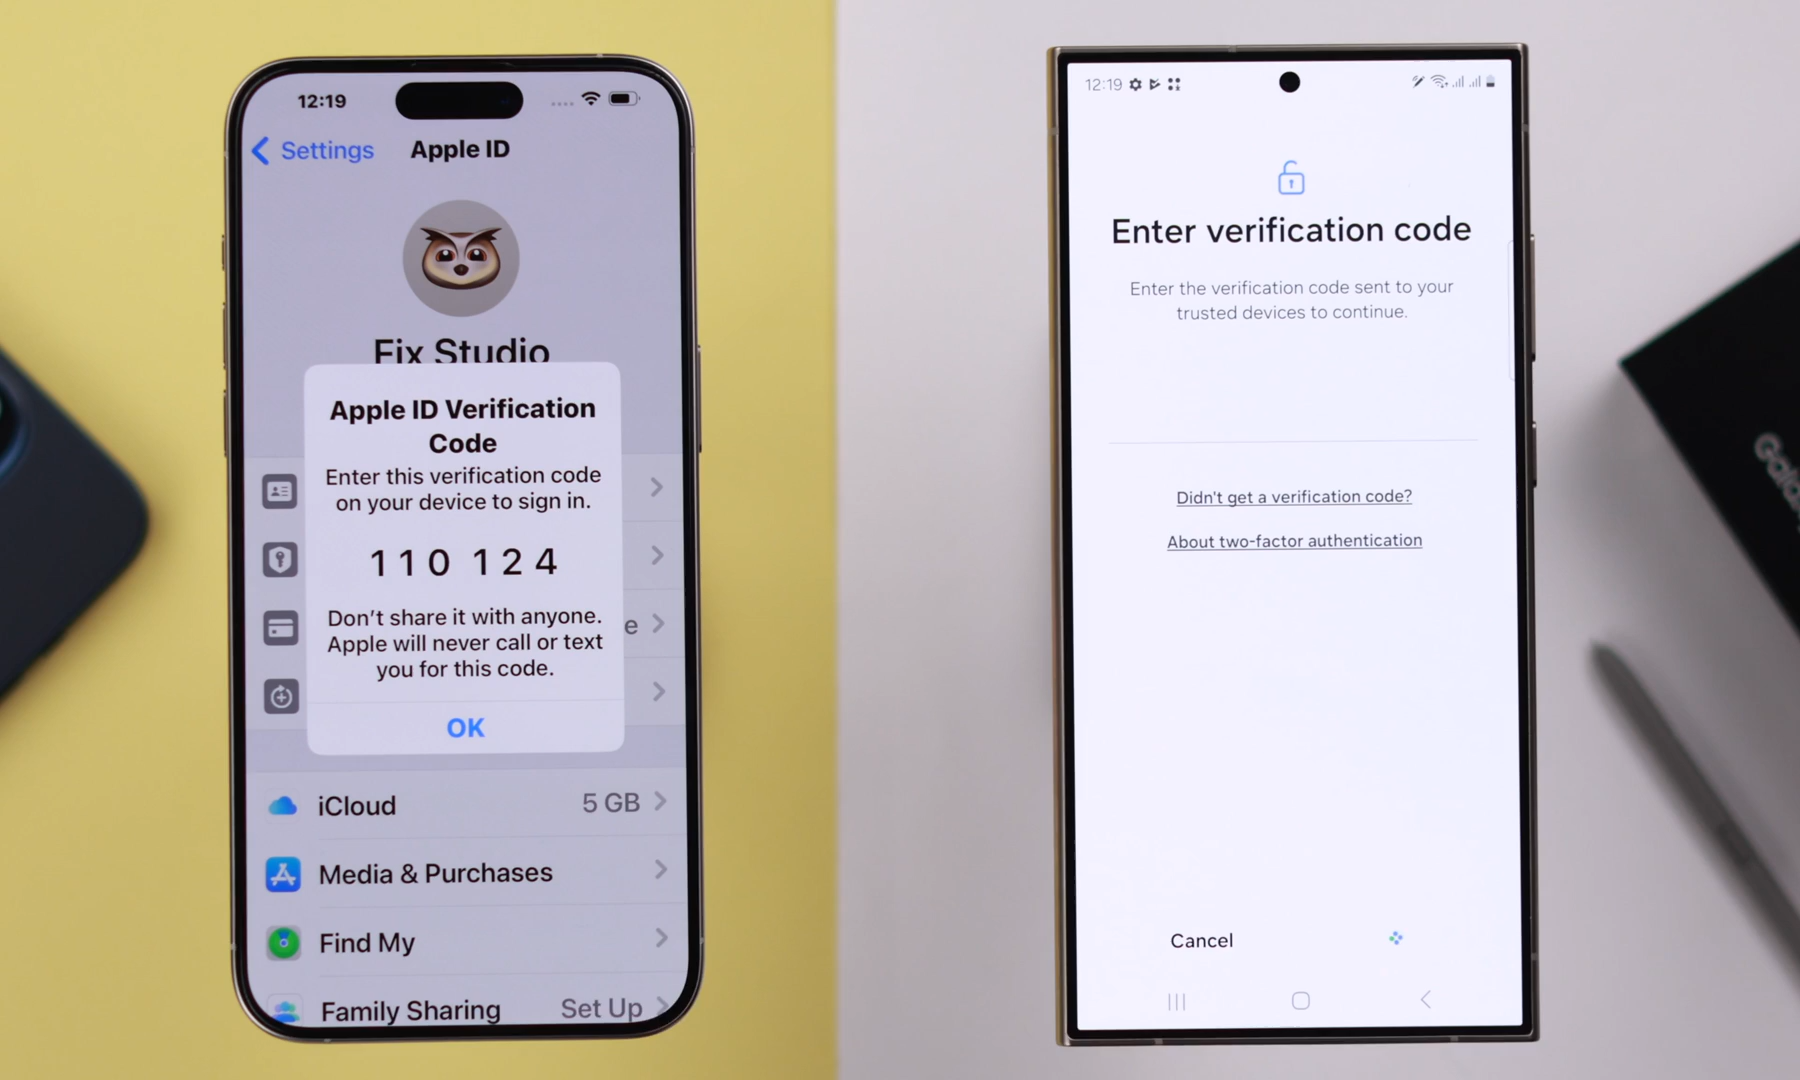 12:19
Settings
Apple ID
Fix Studio
Apple ID Verification
Code
Enter this verification code
on your device to sign in.
110 124
Don't share it with anyone.
Apple will never call or text
you for this code.
e
OK
iCloud
5 GB
Media & Purchases
Find My
Family Sharing
Set Up
12:19
Enter verification code
Enter the verification code sent to your
trusted devices to continue.
Didn't get a verification code?
About two-factor authentication
Cancel